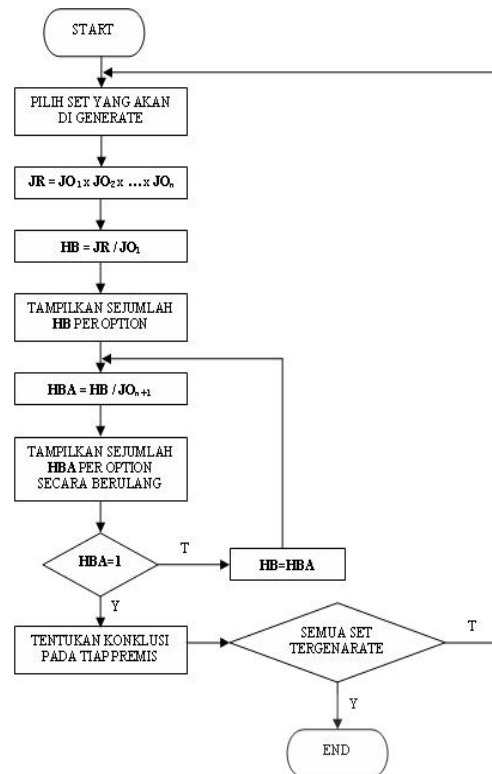 START
PILIH SET YANG AKAN
DI GENERATE
JR = JO₁ x JO₂ x ... x JOₙ
HB = JR / JO₁
TAMPILKAN SEJUMLAH
HB PER OPTION
HBA = HB / JOₙ₊₁
TAMPILKAN SEJUMLAH
HBA PER OPTION
SECARA BERULANG
HBA=1
T
HB=HBA
Y
TENTUKAN KONKLUSI
PADA TIAP PREMIS
SEMUA SET
TERGENARATE
T
Y
END